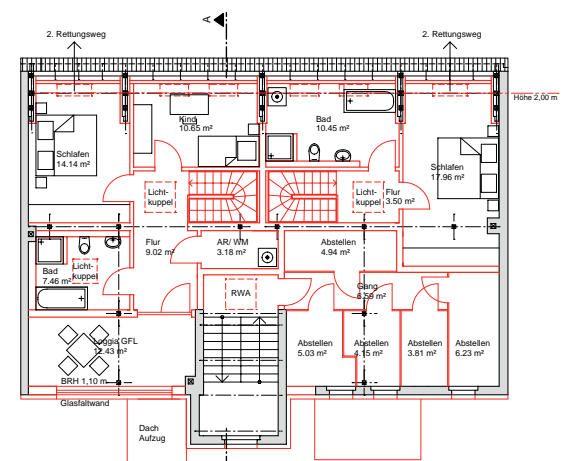 A
2. Rettungsweg
2. Rettungsweg
Höhe 2,00 m
Kind
10.65 m²
Bad
10.45 m²
Schlafen
14.14 m²
Schlafen
17.96 m²
Licht-
kuppel
Licht-
kuppel
Flur
3.50 m²
Flur
9.02 m²
AR/ WM
3.18 m²
Abstellen
4.94 m²
Bad
7.46 m²
Licht-
kuppel
RWA
Gang
6.59 m²
Loggia GFL
12.43 m²
Abstellen
5.03 m²
Abstellen
4.15 m²
Abstellen
3.81 m²
Abstellen
6.23 m²
BRH 1,10 m
Glasfaltwand
Dach
Aufzug